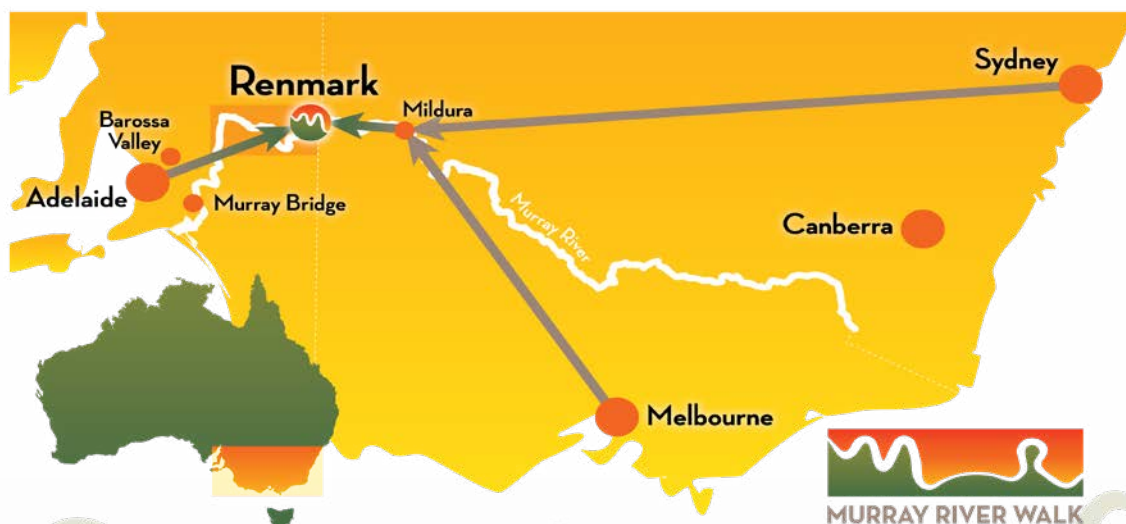 Sydney
Renmark
Mildura
Barossa
Valley
Adelaide
Murray Bridge
Murray River
Canberra
Melbourne
MURRAY RIVER WALK